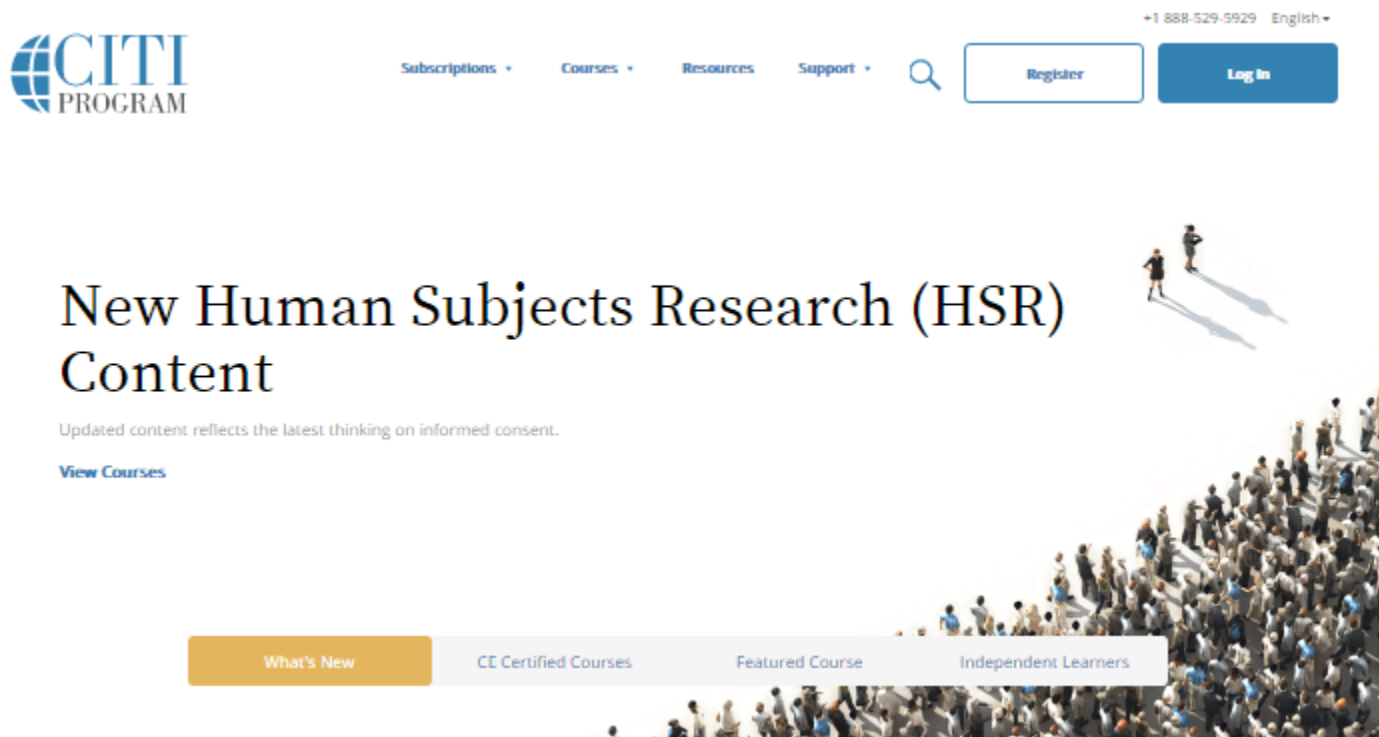 +1 888-529-5929 English
CITI
PROGRAM
Subscriptions Courses Resources Support Register Log In
New Human Subjects Research (HSR)
Content
Updated content reflects the latest thinking on informed consent.
View Courses
What's New CE Certified Courses Featured Course Independent Learners